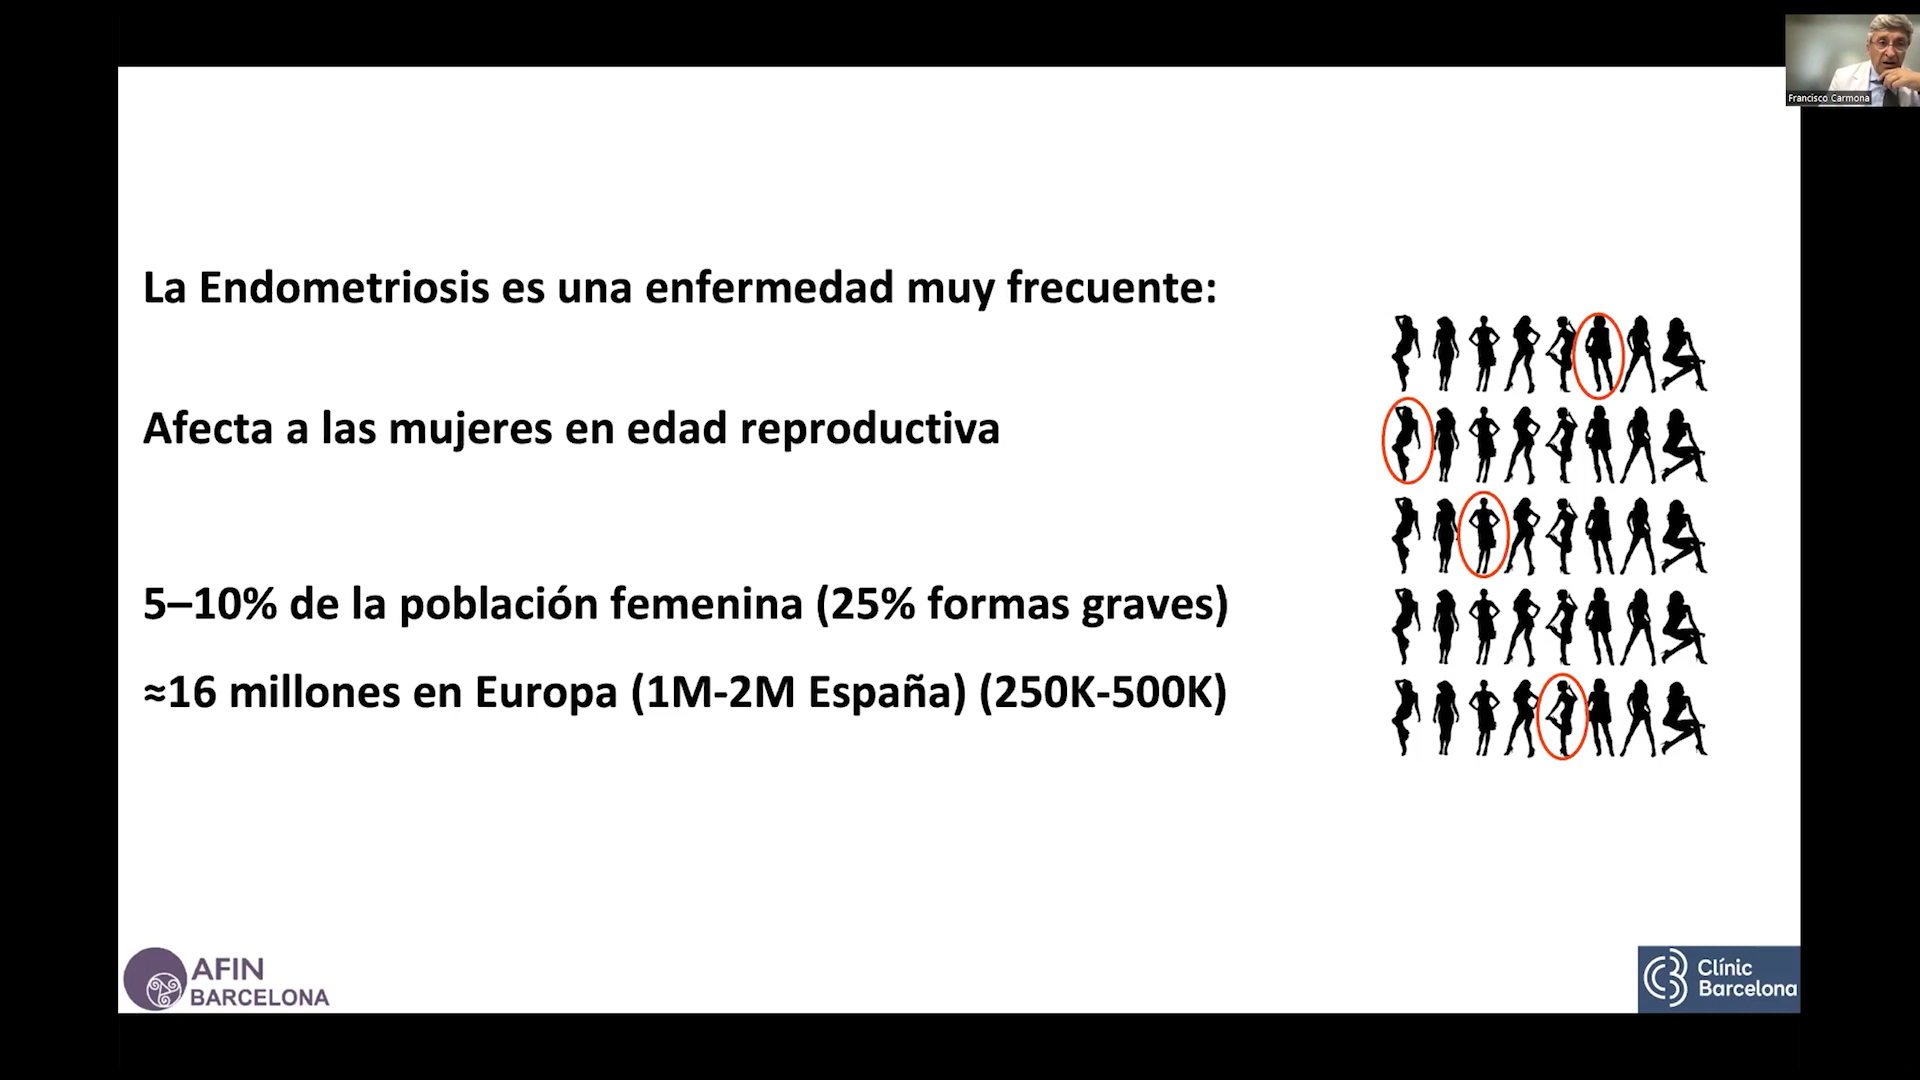 Francisco Carmona
La Endometriosis es una enfermedad muy frecuente:
Afecta a las mujeres en edad reproductiva
5–10% de la población femenina (25% formas graves)
≈16 millones en Europa (1M-2M España) (250K-500K)
AFIN
BARCELONA
Clínic
Barcelona